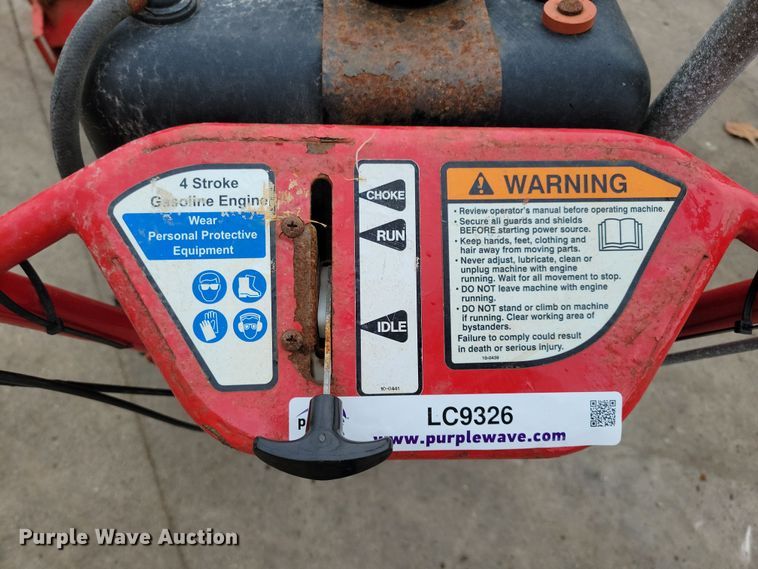 4 Stroke
Gasoline Engine
Wear
Personal Protective
Equipment
CHOKE
RUN
IDLE
10-0441
WARNING
• Review operator's manual before operating machine.
• Secure all guards and shields
BEFORE starting power source.
• Keep hands, feet, clothing and
hair away from moving parts.
• Never adjust, lubricate, clean or
unplug machine with engine
running. Wait for all movement to stop.
• DO NOT leave machine with engine
running.
• DO NOT stand or climb on machine
if running. Clear working area of
bystanders.
Failure to comply could result
in death or serious injury.
10-0439
LC9326
www.purplewave.com
Purple Wave Auction